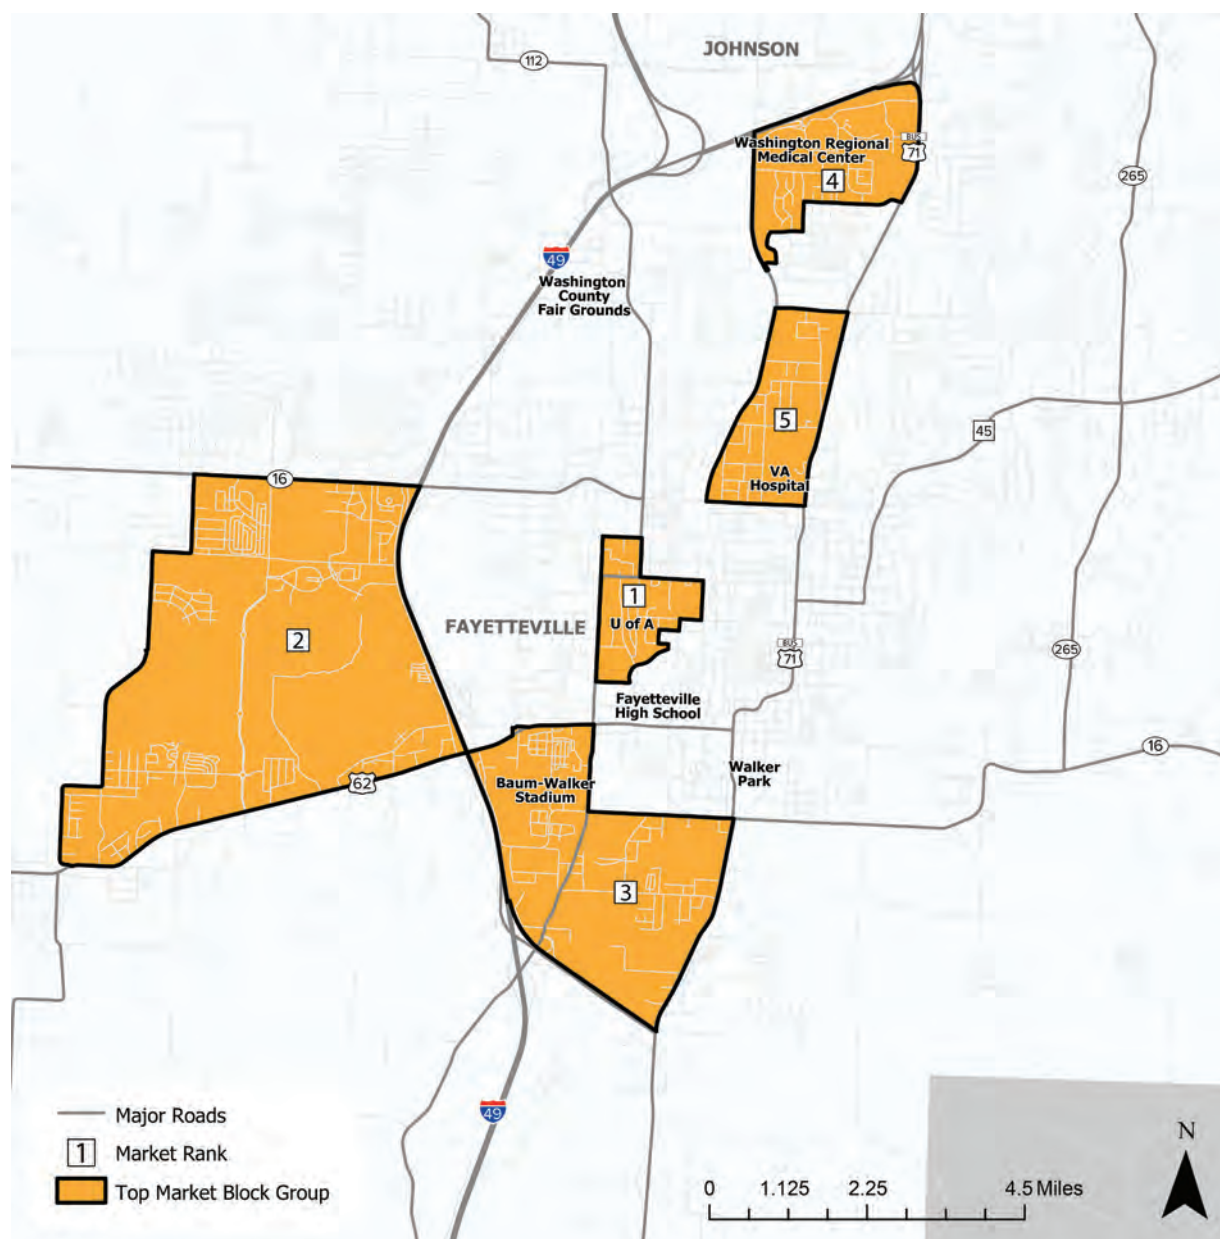 JOHNSON
112
Washington Regional
Medical Center
BUS
71
4
265
49
Washington
County
Fair Grounds
5
45
VA
Hospital
16
1
U of A
2
FAYETTEVILLE
BUS
71
265
Fayetteville
High School
16
Walker
Park
62
Baum-Walker
Stadium
3
49
Major Roads
1 Market Rank
Top Market Block Group
N
0 1.125 2.25 4.5 Miles